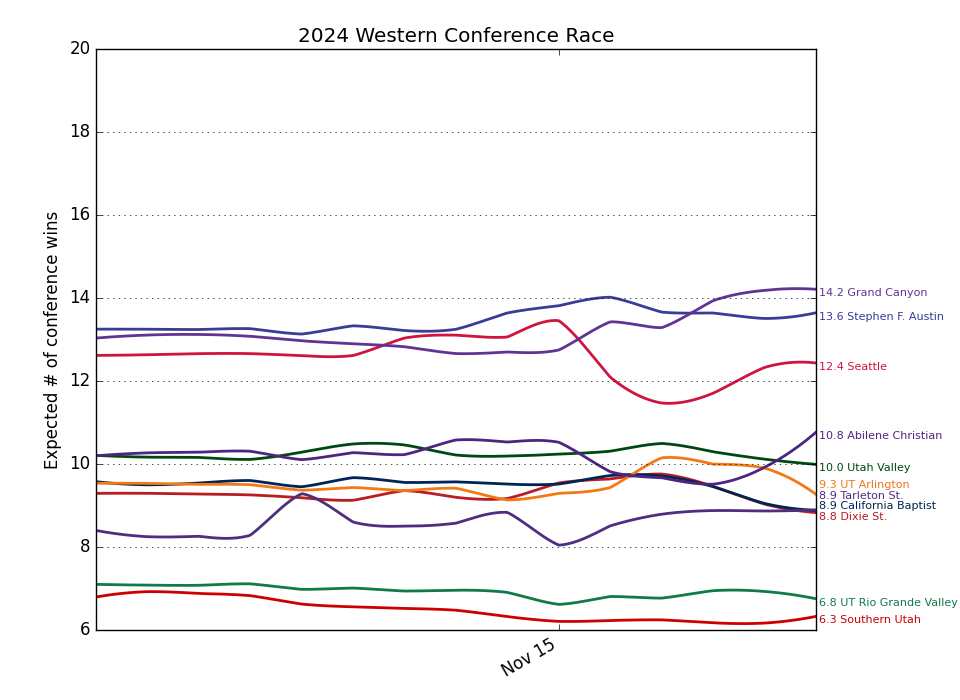 2024 Western Conference Race
Expected # of conference wins
20
18
16
14
12
10
8
6
14.2 Grand Canyon
13.6 Stephen F. Austin
12.4 Seattle
10.8 Abilene Christian
10.0 Utah Valley
9.3 UT Arlington
8.9 Tarleton St.
8.9 California Baptist
8.8 Dixie St.
6.8 UT Rio Grande Valley
6.3 Southern Utah
Nov 15